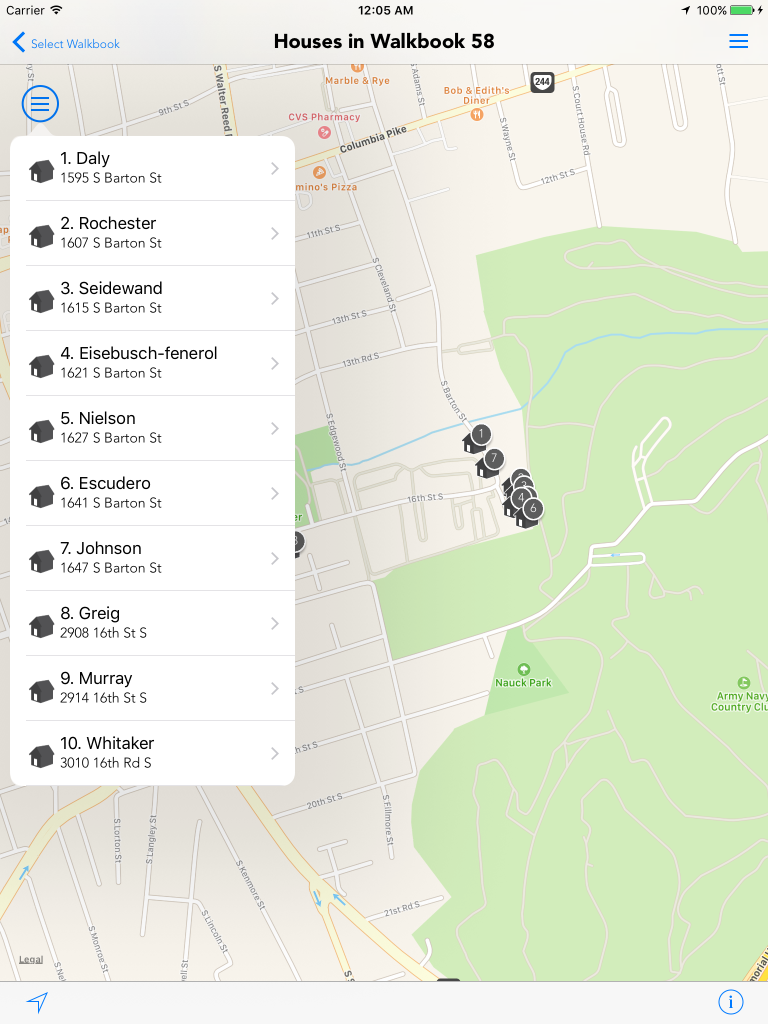 Carrier
12:05 AM
100%
Select Walkbook
Houses in Walkbook 58
1. Daly
1595 S Barton St
2. Rochester
1607 S Barton St
3. Seidewand
1615 S Barton St
4. Eisebusch-fenerol
1621 S Barton St
5. Nielson
1627 S Barton St
6. Escudero
1641 S Barton St
7. Johnson
1647 S Barton St
8. Greig
2908 16th St S
9. Murray
2914 16th St S
10. Whitaker
3010 16th Rd S
9th St S
S Walter Reed
Marble & Rye
S Adams St
Bob & Edith's
Diner
244
CVS Pharmacy
Columbia Pike
S Wayne St
S Court House Rd
mino's Pizza
12th St S
11th St S
S Cleveland St
13th St S
13th Rd S
S Barton St
S Edgewood St
16th St S
1
7
3
4
6
Nauck Park
Army Navy
Country Clu
20th St S
S Fillmore St
S Lorton St
S Langley St
S Kenmore St
21st Rd S
S Lincoln St
S Monroe St
Legal